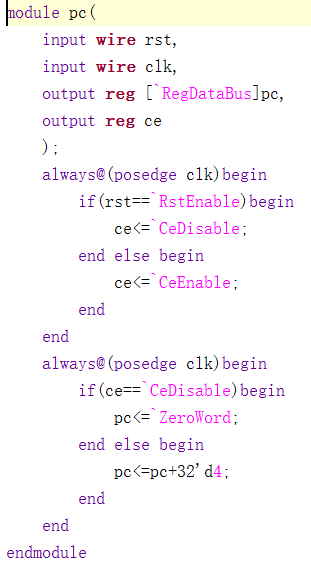 module pc(
    input wire rst,
    input wire clk,
    output reg [`RegDataBus]pc,
    output reg ce
    );
    always@(posedge clk)begin
        if(rst==`RstEnable)begin
            ce<=`CeDisable;
        end else begin
            ce<=`CeEnable;
        end
    end
    always@(posedge clk)begin
        if(ce==`CeDisable)begin
            pc<=`ZeroWord;
        end else begin
            pc<=pc+32'd4;
        end
    end
endmodule